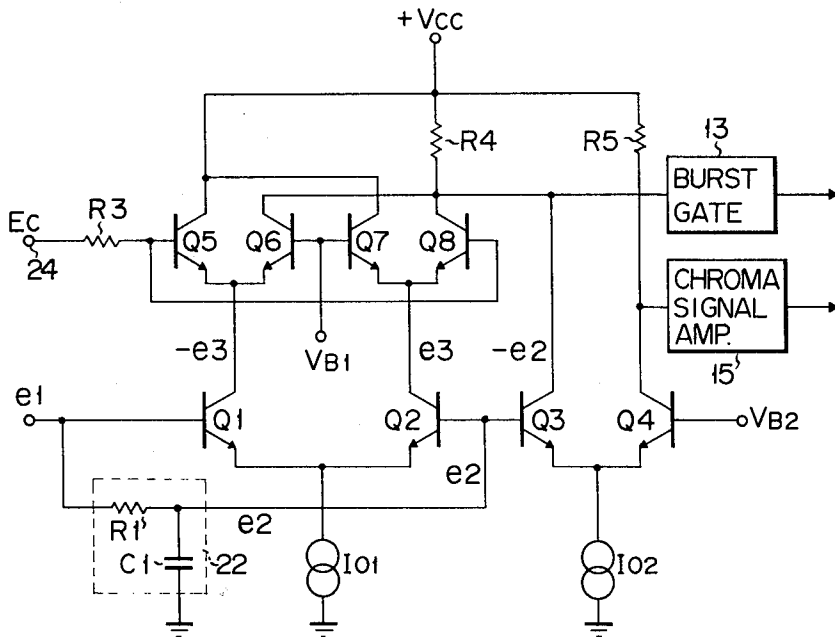 +VCC
R4
R5
13
BURST
GATE
R3
EC
24
Q5
Q6
Q7
Q8
CHROMA
SIGNAL
AMP.
15
-e3
VB1
e3
-e2
e1
Q1
Q2
Q3
Q4
VB2
e2
R1
e2
C1
22
I01
I02